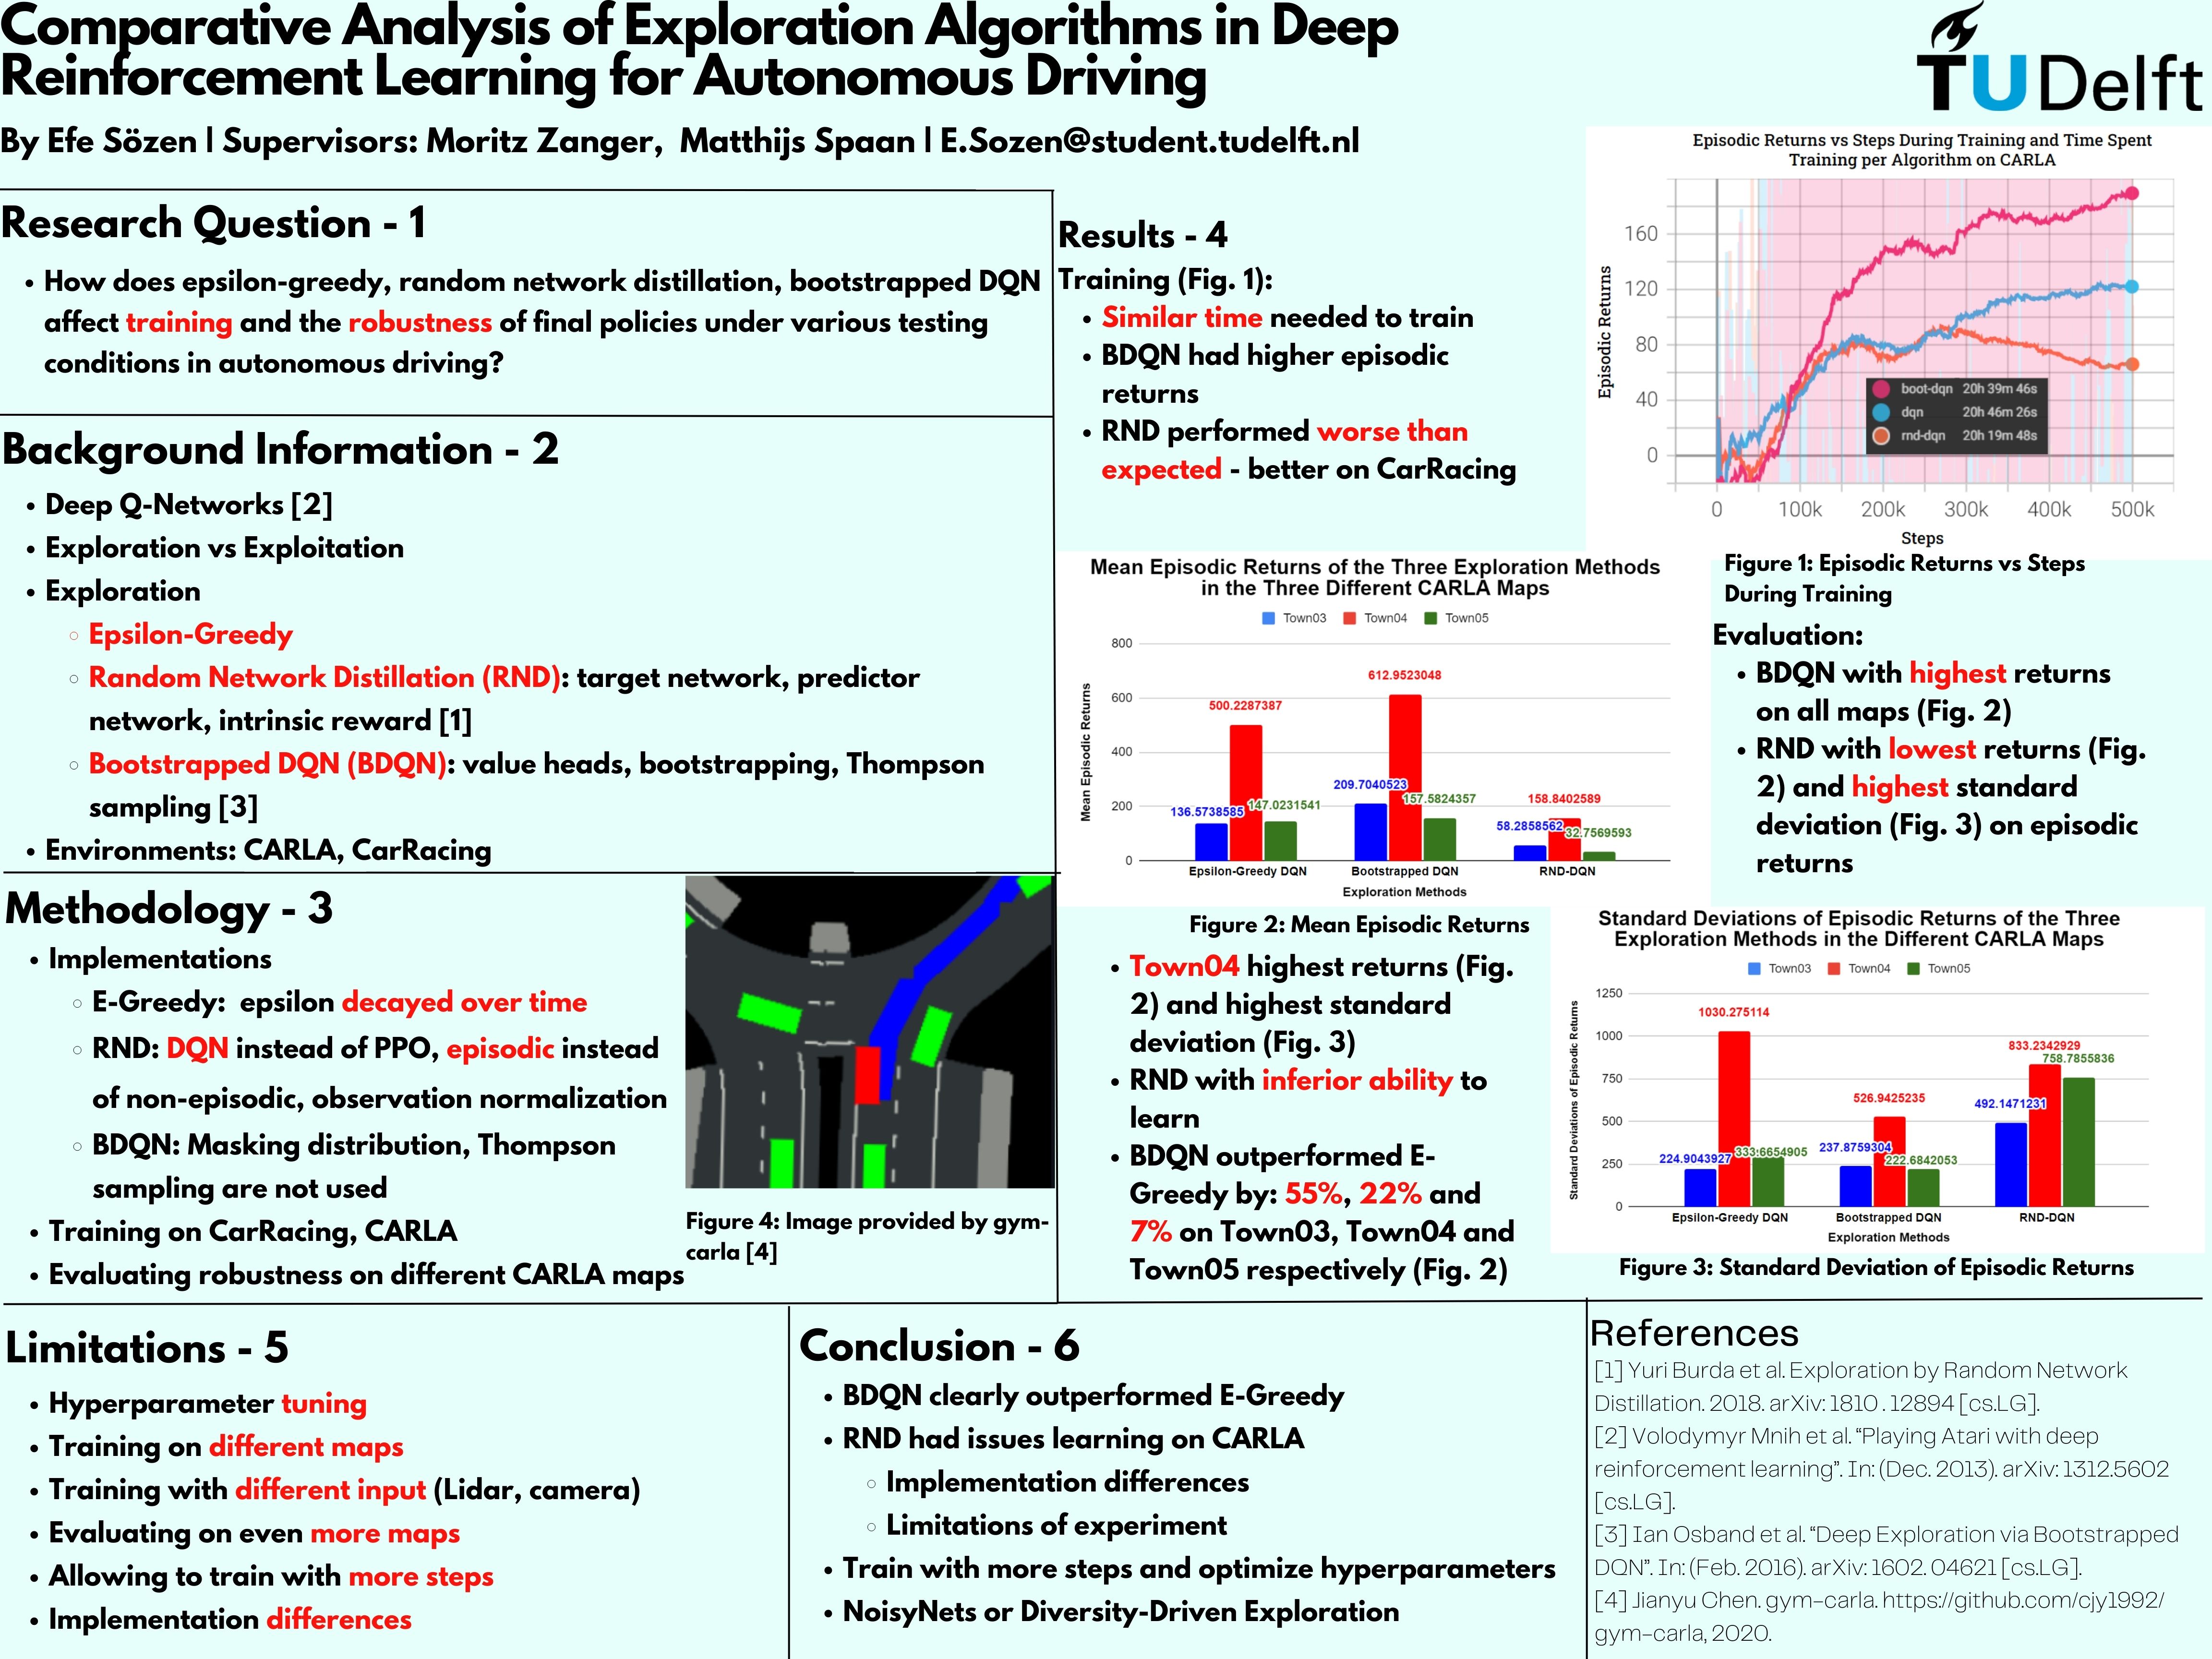 Comparative Analysis of Exploration Algorithms in Deep
Reinforcement Learning for Autonomous Driving
By Efe Sözen | Supervisors: Moritz Zanger, Matthijs Spaan | E.Sozen@student.tudelft.nl
TUDelft
Research Question - 1
• How does epsilon-greedy, random network distillation, bootstrapped DQN
affect training and the robustness of final policies under various testing
conditions in autonomous driving?
Background Information - 2
• Deep Q-Networks [2]
• Exploration vs Exploitation
• Exploration
◦ Epsilon-Greedy
◦ Random Network Distillation (RND): target network, predictor
network, intrinsic reward [1]
◦ Bootstrapped DQN (BDQN): value heads, bootstrapping, Thompson
sampling [3]
• Environments: CARLA, CarRacing
Methodology - 3
• Implementations
◦ E-Greedy: epsilon decayed over time
◦ RND: DQN instead of PPO, episodic instead
of non-episodic, observation normalization
◦ BDQN: Masking distribution, Thompson
sampling are not used
• Training on CarRacing, CARLA
• Evaluating robustness on different CARLA maps
Figure 4: Image provided by gym-
carla [4]
Results - 4
Training (Fig. 1):
• Similar time needed to train
• BDQN had higher episodic
returns
• RND performed worse than
expected - better on CarRacing
Episodic Returns vs Steps During Training and Time Spent
Training per Algorithm on CARLA
Episodic Returns
160
120
80
40
0
boot-dqn 20h 39m 46s
dqn 20h 46m 26s
rnd-dqn 20h 19m 48s
0 100k 200k 300k 400k 500k
Steps
Figure 1: Episodic Returns vs Steps
During Training
Mean Episodic Returns of the Three Exploration Methods
in the Three Different CARLA Maps
Town03 Town04 Town05
Mean Episodic Returns
800
600
400
200
0
136.5738585
500.2287387
147.0231541
209.7040523
612.9523048
157.5824357
58.2858562
158.8402589
32.7569593
Epsilon-Greedy DQN Bootstrapped DQN RND-DQN
Exploration Methods
Figure 2: Mean Episodic Returns
Evaluation:
• BDQN with highest returns
on all maps (Fig. 2)
• RND with lowest returns (Fig.
2) and highest standard
deviation (Fig. 3) on episodic
returns
• Town04 highest returns (Fig.
2) and highest standard
deviation (Fig. 3)
• RND with inferior ability to
learn
• BDQN outperformed E-
Greedy by: 55%, 22% and
7% on Town03, Town04 and
Town05 respectively (Fig. 2)
Standard Deviations of Episodic Returns of the Three
Exploration Methods in the Different CARLA Maps
Town03 Town04 Town05
Standard Deviations of Episodic Returns
1250
1000
750
500
250
0
224.9043927
1030.275114
333.6654905
237.8759304
526.9425235
222.6842053
492.1471231
833.2342929
758.7855836
Epsilon-Greedy DQN Bootstrapped DQN RND-DQN
Exploration Methods
Figure 3: Standard Deviation of Episodic Returns
Limitations - 5
• Hyperparameter tuning
• Training on different maps
• Training with different input (Lidar, camera)
• Evaluating on even more maps
• Allowing to train with more steps
• Implementation differences
Conclusion - 6
• BDQN clearly outperformed E-Greedy
• RND had issues learning on CARLA
◦ Implementation differences
◦ Limitations of experiment
• Train with more steps and optimize hyperparameters
• NoisyNets or Diversity-Driven Exploration
References
[1] Yuri Burda et al. Exploration by Random Network
Distillation. 2018. arXiv: 1810 . 12894 [cs.LG].
[2] Volodymyr Mnih et al. “Playing Atari with deep
reinforcement learning”. In: (Dec. 2013). arXiv: 1312.5602
[cs.LG].
[3] Ian Osband et al. “Deep Exploration via Bootstrapped
DQN”. In: (Feb. 2016). arXiv: 1602. 04621 [cs.LG].
[4] Jianyu Chen. gym-carla. https://github.com/cjy1992/
gym-carla, 2020.